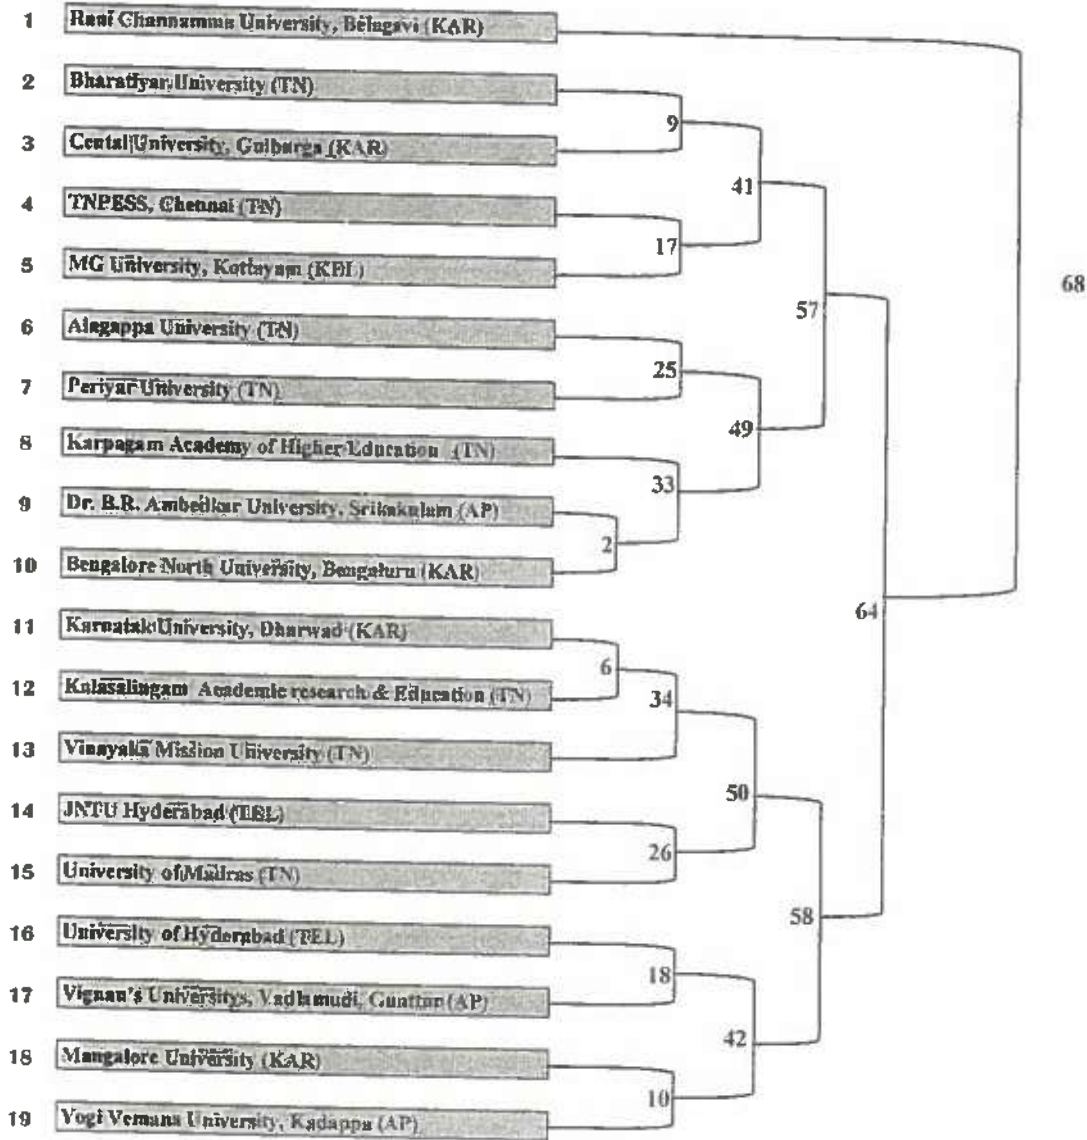 1 Rani Channamma University, Belagavi (KAR)
2 Bharatiyar University (TN)
9
3 Cental University, Gulbarga (KAR)
41
4 TNPESS, Chennai (TN)
17
5 MG University, Kottayam (KEL)
68
57
6 Alagappa University (TN)
25
7 Periyar University (TN)
49
8 Karpagam Academy of Higher Education (TN)
33
9 Dr. B.R. Ambedkar University, Srikakulam (AP)
2
10 Bengalore North University, Bengaluru (KAR)
64
11 Karnatak University, Dharwad (KAR)
6
12 Kalasalingam Academic research & Education (TN)
34
13 Vinayaka Mission University (TN)
50
14 JNTU Hyderabad (TEL)
26
15 University of Madras (TN)
58
16 University of Hyderabad (TEL)
18
17 Vignan's Universitys, Vadlamudi, Gunttur (AP)
42
18 Mangalore University (KAR)
10
19 Yogi Vemana University, Kadappa (AP)